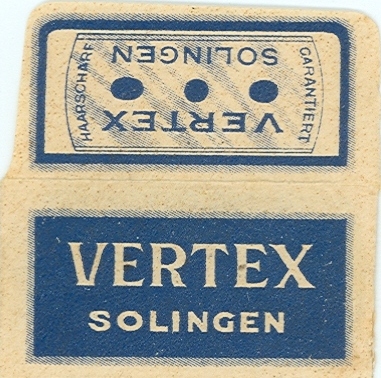 SOLINGEN
HAARSCHARF
GARANTIERT
VERTEX
VERTEX
SOLINGEN